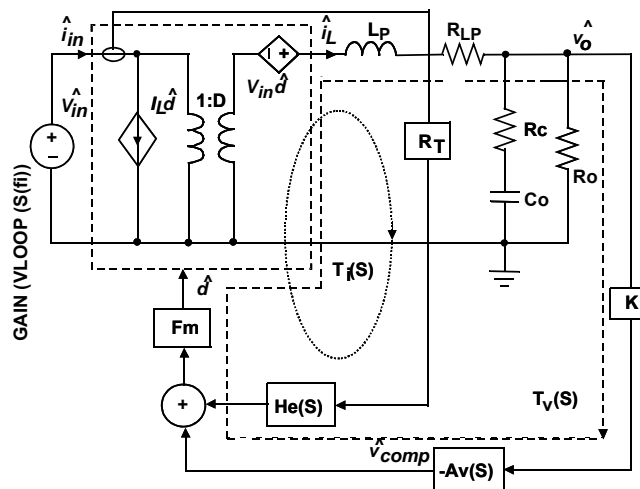 î_in
î_L
L_P
R_LP
v̂_o
V̂_in
I_L d̂
1:D
V_in d̂
+
−
+
R_T
Rc
Ro
Co
GAIN (VLOOP (S(fi))
T_i(S)
d̂
Fm
K
+
He(S)
T_v(S)
v̂_comp
-Av(S)